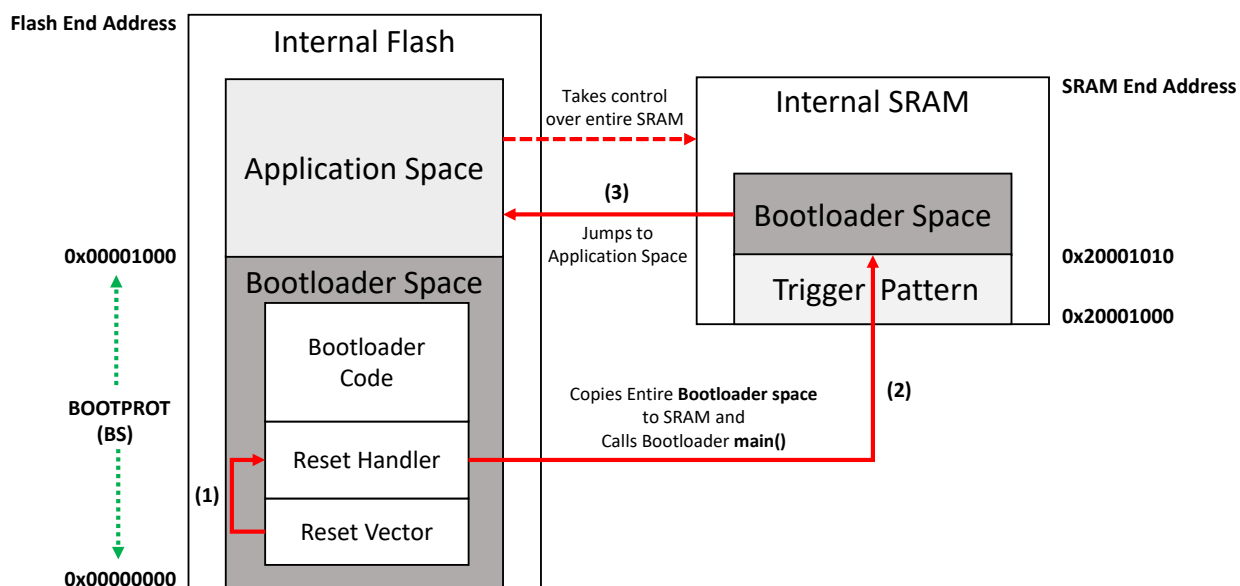 Flash End Address
Internal Flash
Application Space
0x00001000
Bootloader Space
Bootloader
Code
BOOTPROT
(BS)
Reset Handler
(1)
Reset Vector
0x00000000
Takes control
over entire SRAM
(3)
Jumps to
Application Space
Copies Entire Bootloader space
to SRAM and
Calls Bootloader main()
(2)
Internal SRAM
SRAM End Address
Bootloader Space
0x20001010
Trigger Pattern
0x20001000